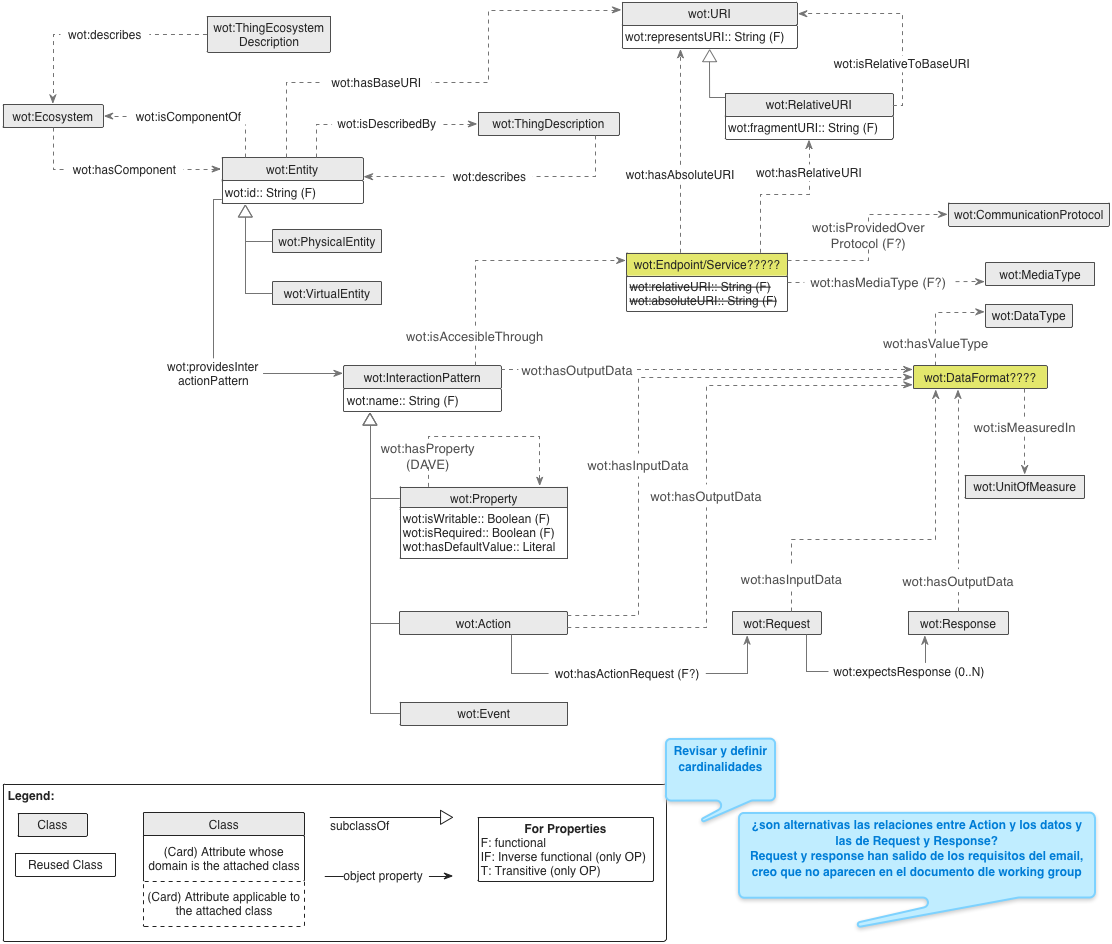 wot:ThingEcosystem
Description
wot:describes
wot:URI
wot:representsURI:: String (F)
wot:isRelativeToBaseURI
wot:hasBaseURI
wot:RelativeURI
wot:fragmentURI:: String (F)
wot:Ecosystem
wot:isComponentOf
wot:isDescribedBy
wot:ThingDescription
wot:hasComponent
wot:Entity
wot:id:: String (F)
wot:describes
wot:hasAbsoluteURI
wot:hasRelativeURI
wot:CommunicationProtocol
wot:isProvidedOver
Protocol (F?)
wot:PhysicalEntity
wot:VirtualEntity
wot:Endpoint/Service?????
wot:relativeURI:: String (F)
wot:absoluteURI:: String (F)
wot:hasMediaType (F?)
wot:MediaType
wot:DataType
wot:isAccesibleThrough
wot:hasValueType
wot:providesInter
actionPattern
wot:InteractionPattern
wot:name:: String (F)
wot:hasOutputData
wot:DataFormat????
wot:isMeasuredIn
wot:hasProperty
(DAVE)
wot:hasInputData
wot:hasOutputData
wot:UnitOfMeasure
wot:Property
wot:isWritable:: Boolean (F)
wot:isRequired:: Boolean (F)
wot:hasDefaultValue:: Literal
wot:hasInputData
wot:hasOutputData
wot:Action
wot:Request
wot:Response
wot:hasActionRequest (F?)
wot:expectsResponse (0..N)
wot:Event
Revisar y definir
cardinalidades
Legend:
Class
Reused Class
Class
(Card) Attribute whose
domain is the attached class
(Card) Attribute applicable to
the attached class
subclassOf
object property
For Properties
F: functional
IF: Inverse functional (only OP)
T: Transitive (only OP)
¿son alternativas las relaciones entre Action y los datos y
las de Request y Response?
Request y response han salido de los requisitos del email,
creo que no aparecen en el documento dle working group